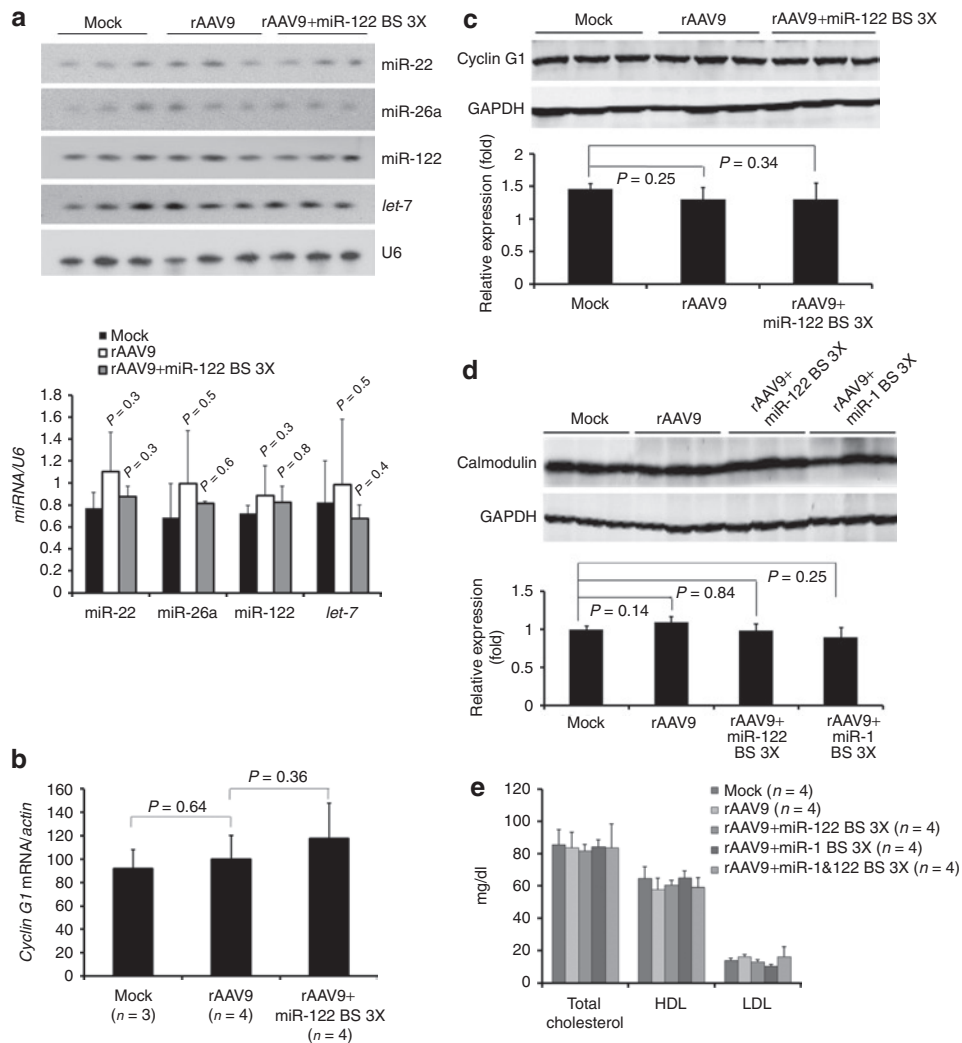 a
Mock rAAV9 rAAV9+miR-122 BS 3X
miR-22
miR-26a
miR-122
let-7
U6
Mock
rAAV9
rAAV9+miR-122 BS 3X
miRNA/U6
1.8
1.6
1.4
1.2
1.0
0.8
0.6
0.4
0.2
0
P = 0.3
P = 0.3
P = 0.5
P = 0.6
P = 0.3
P = 0.8
P = 0.5
P = 0.4
miR-22 miR-26a miR-122 let-7
b
Cyclin G1 mRNA/actin
160
140
120
100
80
60
40
20
0
P = 0.64
P = 0.36
Mock
(n = 3)
rAAV9
(n = 4)
rAAV9+
miR-122 BS 3X
(n = 4)
c
Mock rAAV9 rAAV9+miR-122 BS 3X
Cyclin G1
GAPDH
Relative expression (fold)
2
1.5
1
0.5
0
P = 0.25
P = 0.34
Mock
rAAV9
rAAV9+
miR-122 BS 3X
d
Mock
rAAV9
rAAV9+
miR-122 BS 3X
rAAV9+
miR-1 BS 3X
Calmodulin
GAPDH
Relative expression
(fold)
1.5
1
0.5
0
P = 0.14
P = 0.84
P = 0.25
Mock
rAAV9
rAAV9+
miR-122
BS 3X
rAAV9+
miR-1
BS 3X
e
mg/dl
100
80
60
40
20
0
Mock (n = 4)
rAAV9 (n = 4)
rAAV9+miR-122 BS 3X (n = 4)
rAAV9+miR-1 BS 3X (n = 4)
rAAV9+miR-1&122 BS 3X (n = 4)
Total
cholesterol
HDL
LDL